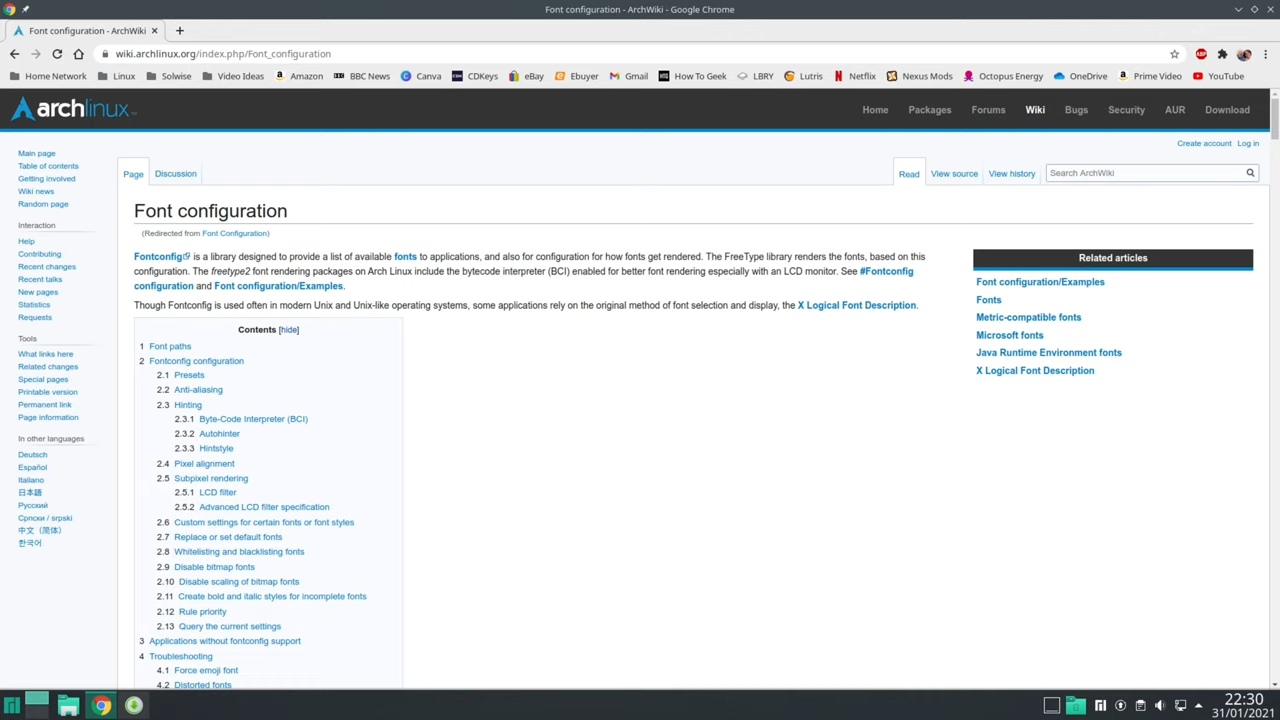 Font configuration - ArchWiki - Google Chrome
Font configuration - ArchWiki
wiki.archlinux.org/index.php/Font_configuration
Home Network Linux Solwise Video Ideas Amazon BBC News Canva CDKeys eBay Ebuyer Gmail How To Geek LBRY Lutris Netflix Nexus Mods Octopus Energy OneDrive Prime Video YouTube
archlinux
Home Packages Forums Wiki Bugs Security AUR Download
Create account Log in
Main page
Table of contents
Getting involved
Wiki news
Random page
Interaction
Help
Contributing
Recent changes
Recent talks
New pages
Statistics
Requests
Tools
What links here
Related changes
Special pages
Printable version
Permanent link
Page information
In other languages
Deutsch
Español
Italiano
日本語
Русский
Српски / srpski
中文（简体）
한국어
Page Discussion Read View source View history Search ArchWiki
Font configuration
(Redirected from Font Configuration)
Fontconfig is a library designed to provide a list of available fonts to applications, and also for configuration for how fonts get rendered. The FreeType library renders the fonts, based on this
configuration. The freetype2 font rendering packages on Arch Linux include the bytecode interpreter (BCI) enabled for better font rendering especially with an LCD monitor. See #Fontconfig
configuration and Font configuration/Examples.
Though Fontconfig is used often in modern Unix and Unix-like operating systems, some applications rely on the original method of font selection and display, the X Logical Font Description.
Contents [hide]
1 Font paths
2 Fontconfig configuration
2.1 Presets
2.2 Anti-aliasing
2.3 Hinting
2.3.1 Byte-Code Interpreter (BCI)
2.3.2 Autohinter
2.3.3 Hintstyle
2.4 Pixel alignment
2.5 Subpixel rendering
2.5.1 LCD filter
2.5.2 Advanced LCD filter specification
2.6 Custom settings for certain fonts or font styles
2.7 Replace or set default fonts
2.8 Whitelisting and blacklisting fonts
2.9 Disable bitmap fonts
2.10 Disable scaling of bitmap fonts
2.11 Create bold and italic styles for incomplete fonts
2.12 Rule priority
2.13 Query the current settings
3 Applications without fontconfig support
4 Troubleshooting
4.1 Force emoji font
4.2 Distorted fonts
Related articles
Font configuration/Examples
Fonts
Metric-compatible fonts
Microsoft fonts
Java Runtime Environment fonts
X Logical Font Description
22:30
31/01/2021